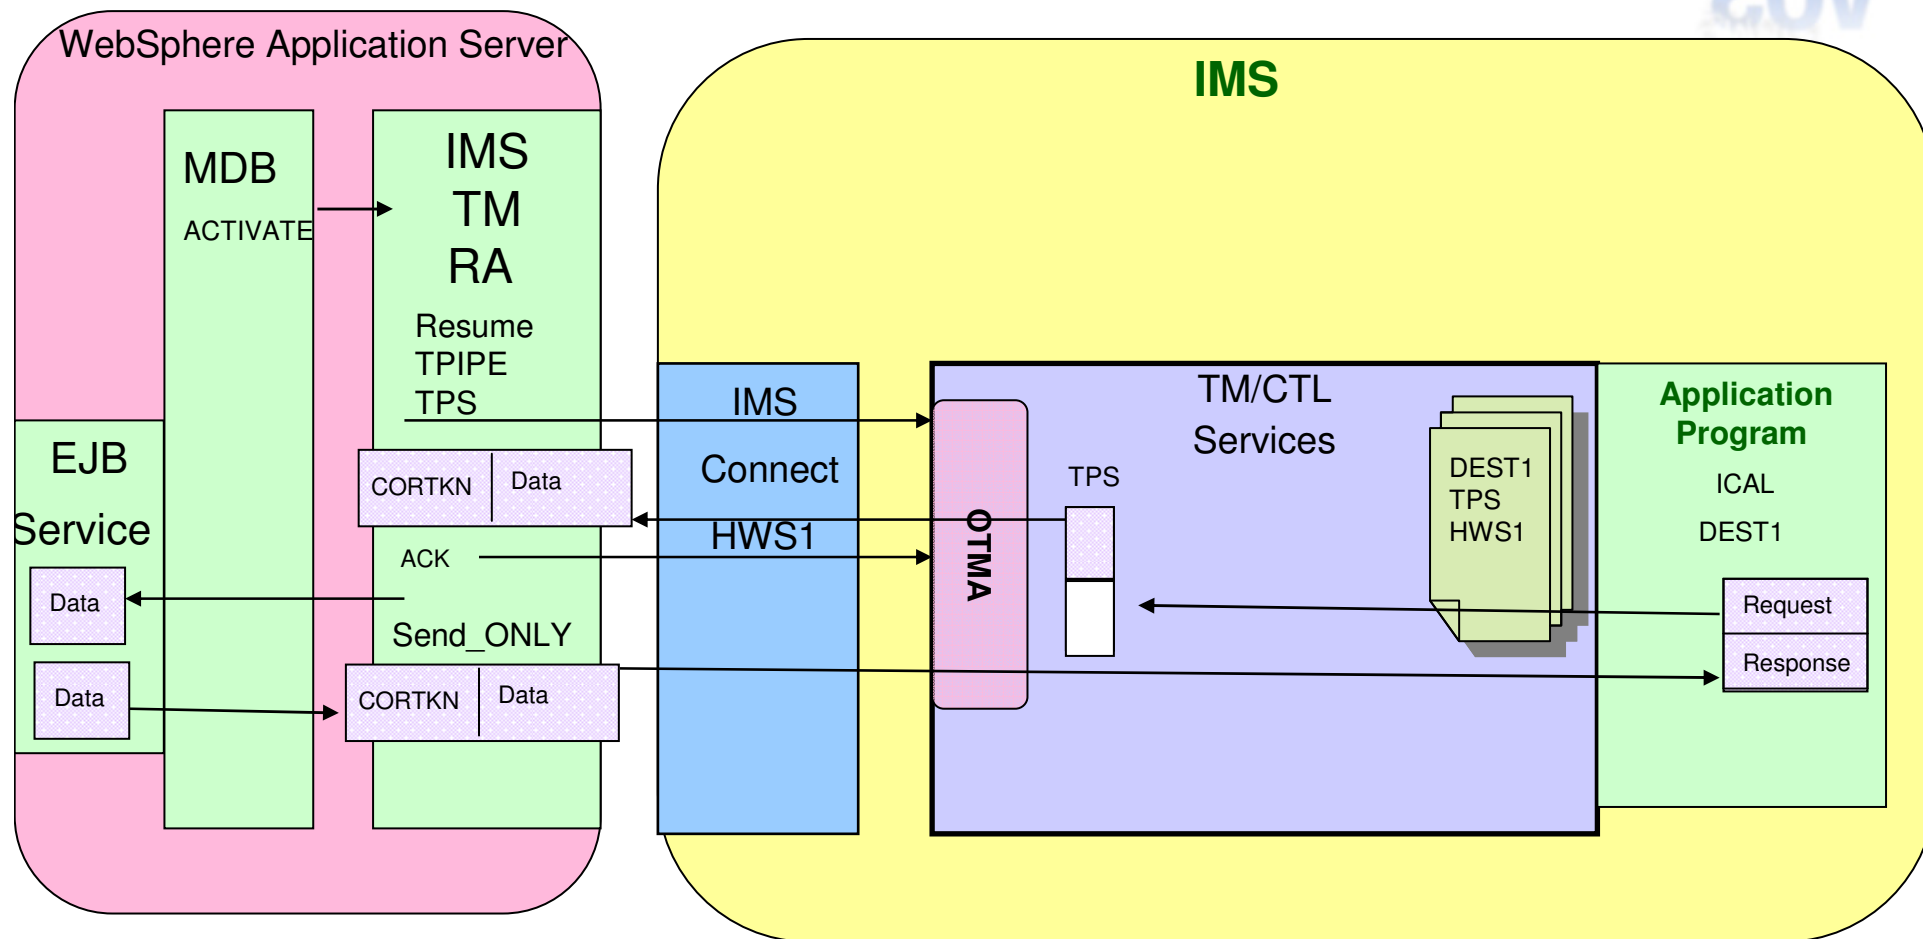 WebSphere Application Server
MDB
ACTIVATE
IMS
TM
RA
Resume
TPIPE
TPS
CORTKN
Data
ACK
Send_ONLY
CORTKN
Data
EJB
Service
Data
Data
IMS
IMS
Connect
HWS1
OTMA
TM/CTL
Services
TPS
DEST1
TPS
HWS1
Application
Program
ICAL
DEST1
Request
Response